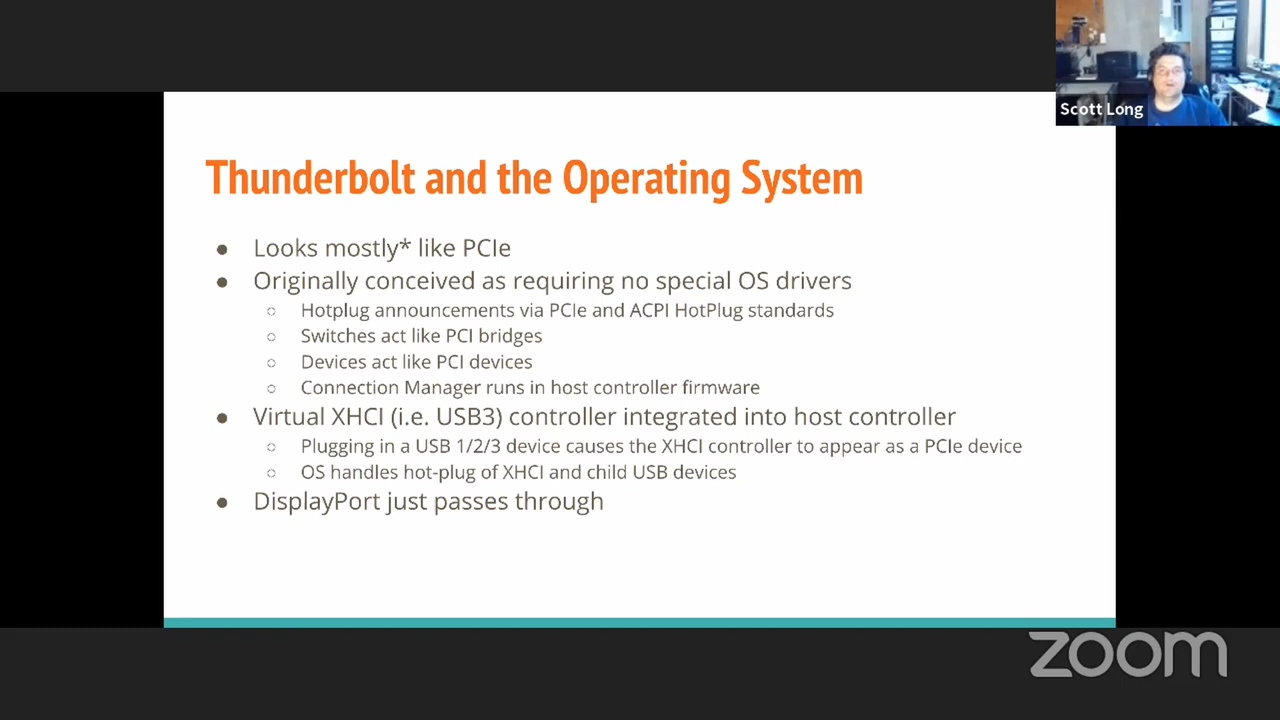 Scott Long
Thunderbolt and the Operating System
● Looks mostly* like PCIe
● Originally conceived as requiring no special OS drivers
○ Hotplug announcements via PCIe and ACPI HotPlug standards
○ Switches act like PCI bridges
○ Devices act like PCI devices
○ Connection Manager runs in host controller firmware
● Virtual XHCI (i.e. USB3) controller integrated into host controller
○ Plugging in a USB 1/2/3 device causes the XHCI controller to appear as a PCIe device
○ OS handles hot-plug of XHCI and child USB devices
● DisplayPort just passes through
zoom